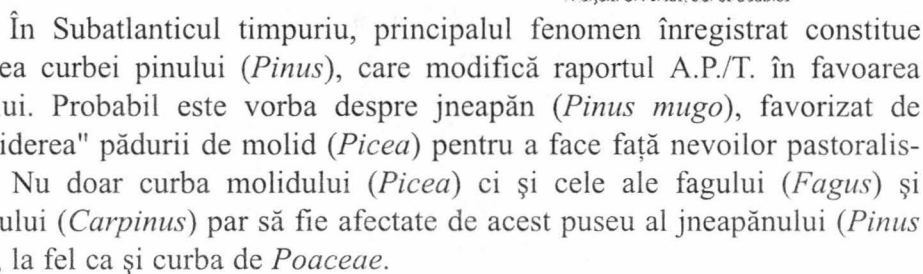 În Subatlanticul timpuriu, principalul fenomen înregistrat constitue
ea curbei pinului (Pinus), care modifică raportul A.P./T. în favoarea
ui. Probabil este vorba despre jneapăn (Pinus mugo), favorizat de
iderea" pădurii de molid (Picea) pentru a face față nevoilor pastoralis-
Nu doar curba molidului (Picea) ci și cele ale fagului (Fagus) și
ului (Carpinus) par să fie afectate de acest puseu al jneapănului (Pinus
, la fel ca și curba de Poaceae.